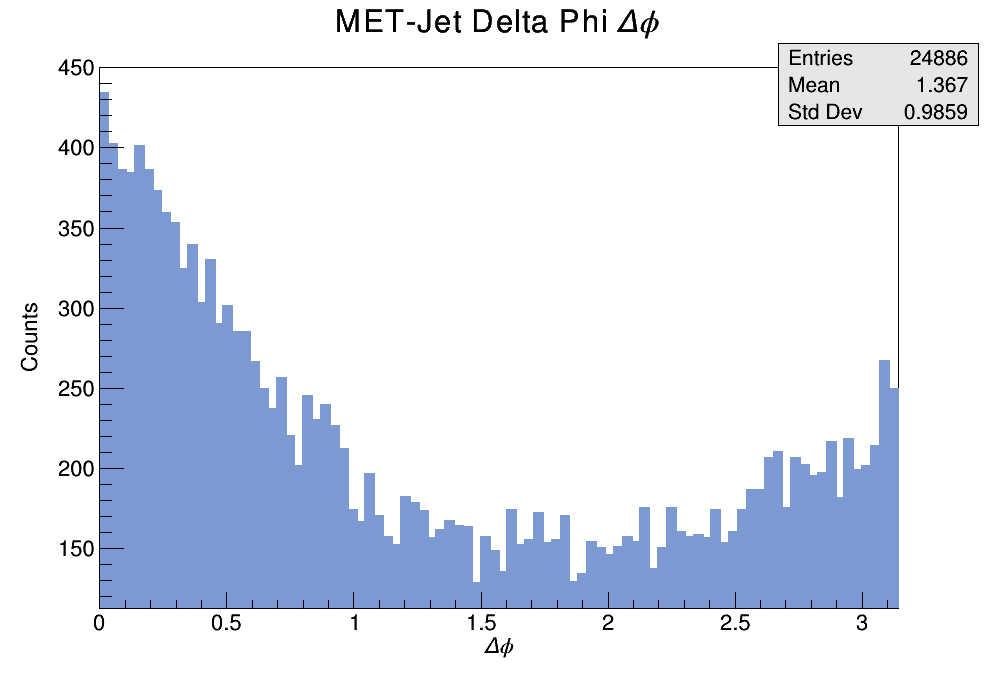 MET-Jet Delta Phi Δϕ
Entries 24886
Mean 1.367
Std Dev 0.9859
450
400
350
300
250
200
150
Counts
0 0.5 1 1.5 2 2.5 3
Δϕ